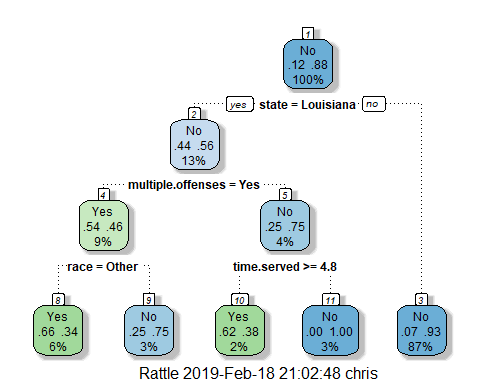 1
No
.12 .88
100%
yes state = Louisiana no
2
No
.44 .56
13%
multiple.offenses = Yes
4
Yes
.54 .46
9%
5
No
.25 .75
4%
race = Other
time.served >= 4.8
8
Yes
.66 .34
6%
9
No
.25 .75
3%
10
Yes
.62 .38
2%
11
No
.00 1.00
3%
3
No
.07 .93
87%
Rattle 2019-Feb-18 21:02:48 chris